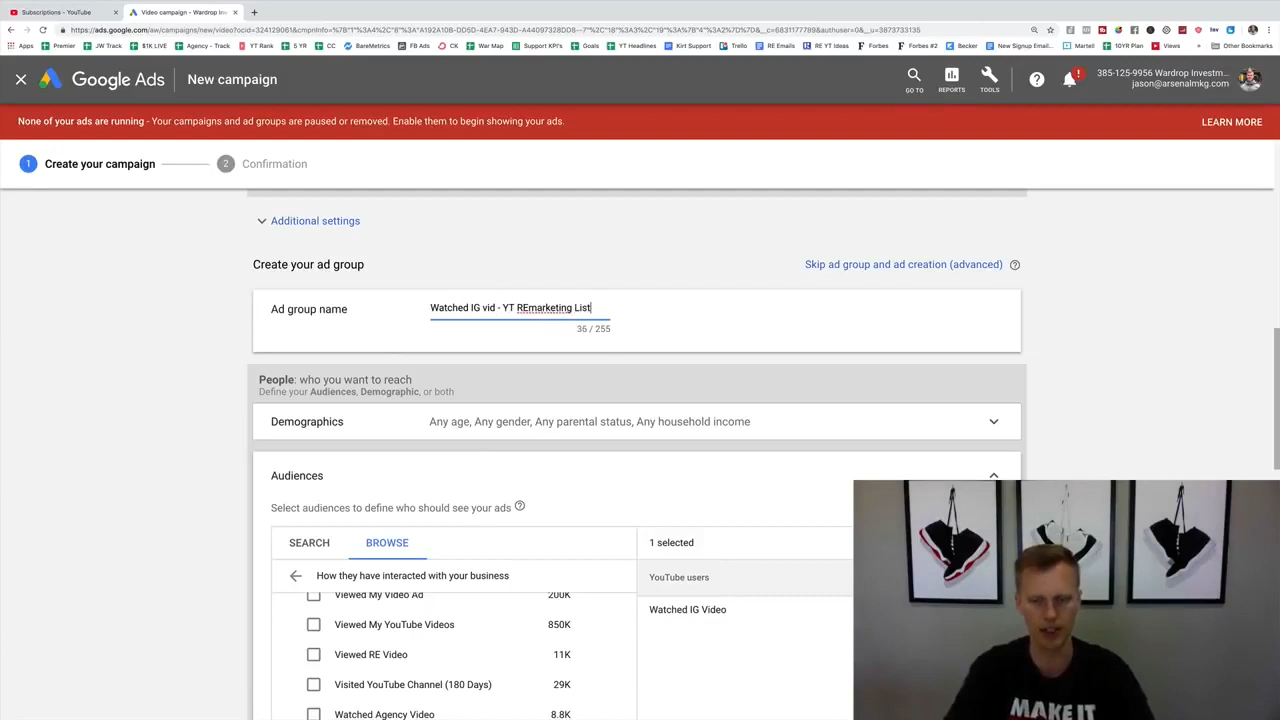 Subscriptions - YouTube
Video campaign - Wardrop Inv
https://ads.google.com/aw/campaigns/new/video?ocid=324129061&cmpnInfo=%7B"1"%3A4%2C"8"%3A"A192A10B-DD5D-4EA7-943D-A44097328DD8--7"%2C"18"%3A3%2C"19"%3A%7B"4"%3A2%7D%7D&authuser=0&__u=3873733135
Apps Premier JW Track $1K LIVE Agency - Track YT Rank 5 YR CC BareMetrics FB Ads CK War Map Support KPI's Goals YT Headlines Kirt Support Trello RE Emails RE YT Ideas Forbes Forbes #2 Becker New Signup Email... Martell 10YR Plan Views » Other Bookmarks
Google Ads New campaign
GO TO REPORTS TOOLS
385-125-9956 Wardrop Investm...
jason@arsenalmkg.com
None of your ads are running - Your campaigns and ad groups are paused or removed. Enable them to begin showing your ads.
LEARN MORE
1 Create your campaign 2 Confirmation
Additional settings
Create your ad group
Skip ad group and ad creation (advanced)
Ad group name
Watched IG vid - YT REmarketing List
36 / 255
People: who you want to reach
Define your Audiences, Demographic, or both
Demographics Any age, Any gender, Any parental status, Any household income
Audiences
Select audiences to define who should see your ads
SEARCH BROWSE 1 selected
How they have interacted with your business
YouTube users
Viewed My Video Ad 200K
Watched IG Video
Viewed My YouTube Videos 850K
Viewed RE Video 11K
Visited YouTube Channel (180 Days) 29K
Watched Agency Video 8.8K
MAKE IT